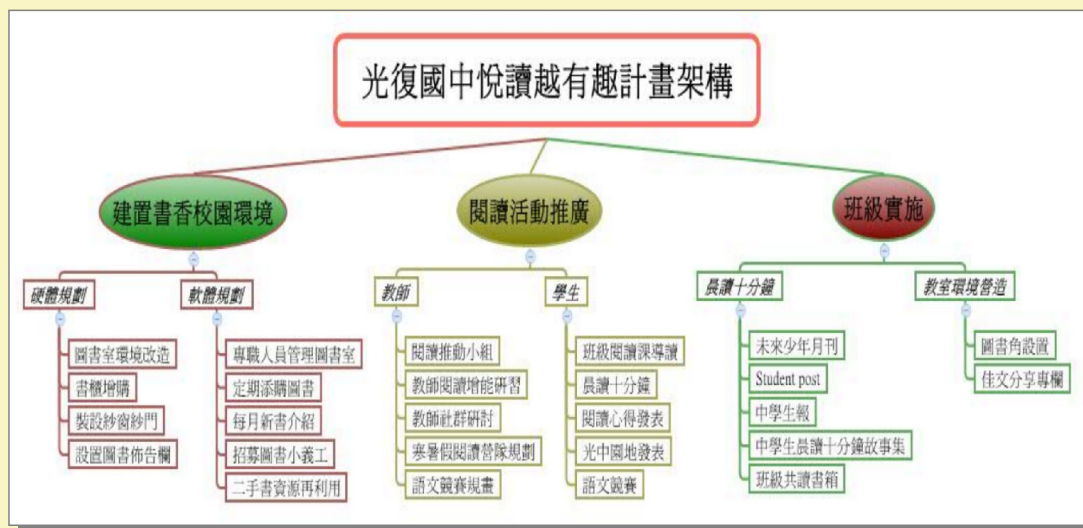 光復國中悅讀越有趣計畫架構
建置書香校園環境
硬體規劃
圖書室環境改造
書櫃增購
裝設紗窗紗門
設置圖書佈告欄
軟體規劃
專職人員管理圖書室
定期添購圖書
每月新書介紹
招募圖書小義工
二手書資源再利用
閱讀活動推廣
教師
閱讀推動小組
教師閱讀增能研習
教師社群研討
寒暑假閱讀營隊規劃
語文競賽規畫
學生
班級閱讀課導讀
晨讀十分鐘
閱讀心得發表
光中園地發表
語文競賽
班級實施
晨讀十分鐘
未來少年月刊
Student post
中學生報
中學生晨讀十分鐘故事集
班級共讀書箱
教室環境營造
圖書角設置
佳文分享專欄